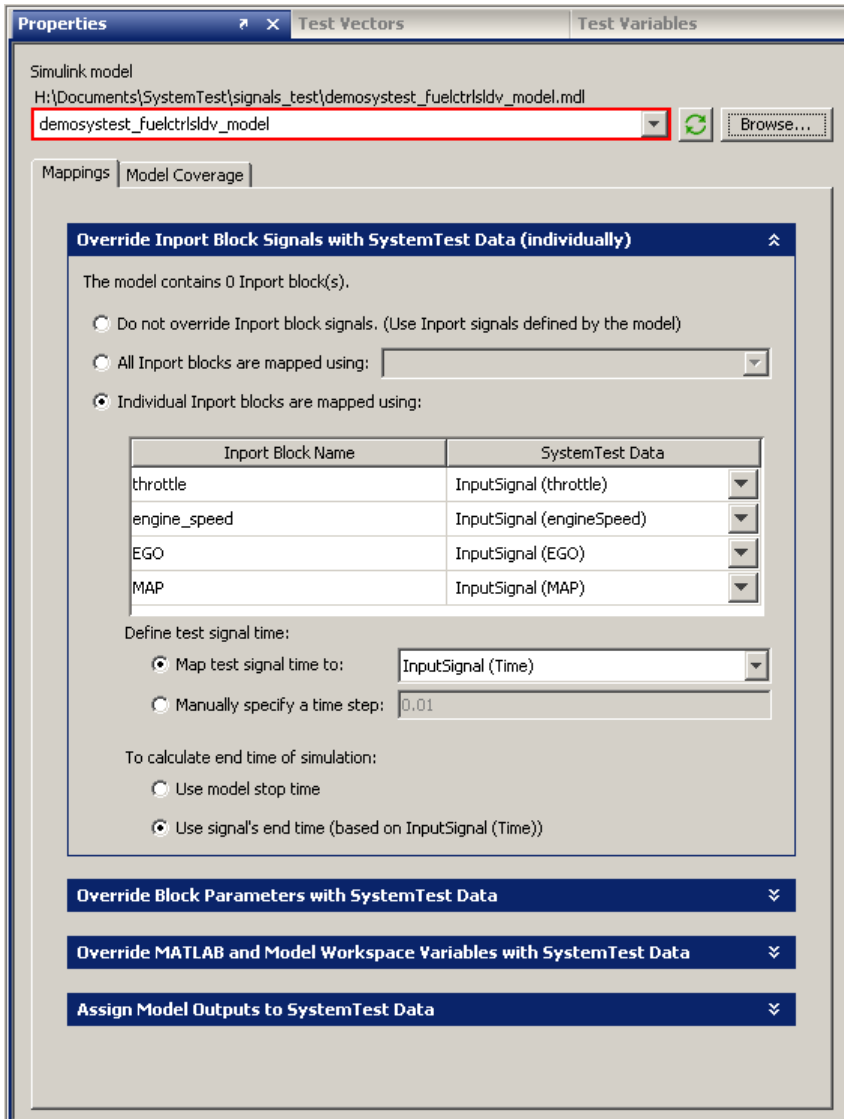 Properties Test Vectors Test Variables
Simulink model
H:\Documents\SystemTest\signals_test\demosystest_fuelctrlsldv_model.mdl
demosystest_fuelctrlsldv_model Browse...
Mappings Model Coverage
Override Inport Block Signals with SystemTest Data (individually)
The model contains 0 Inport block(s).
Do not override Inport block signals. (Use Inport signals defined by the model)
All Inport blocks are mapped using:
Individual Inport blocks are mapped using:
Inport Block Name SystemTest Data
throttle InputSignal (throttle)
engine_speed InputSignal (engineSpeed)
EGO InputSignal (EGO)
MAP InputSignal (MAP)
Define test signal time:
Map test signal time to: InputSignal (Time)
Manually specify a time step: 0.01
To calculate end time of simulation:
Use model stop time
Use signal's end time (based on InputSignal (Time))
Override Block Parameters with SystemTest Data
Override MATLAB and Model Workspace Variables with SystemTest Data
Assign Model Outputs to SystemTest Data